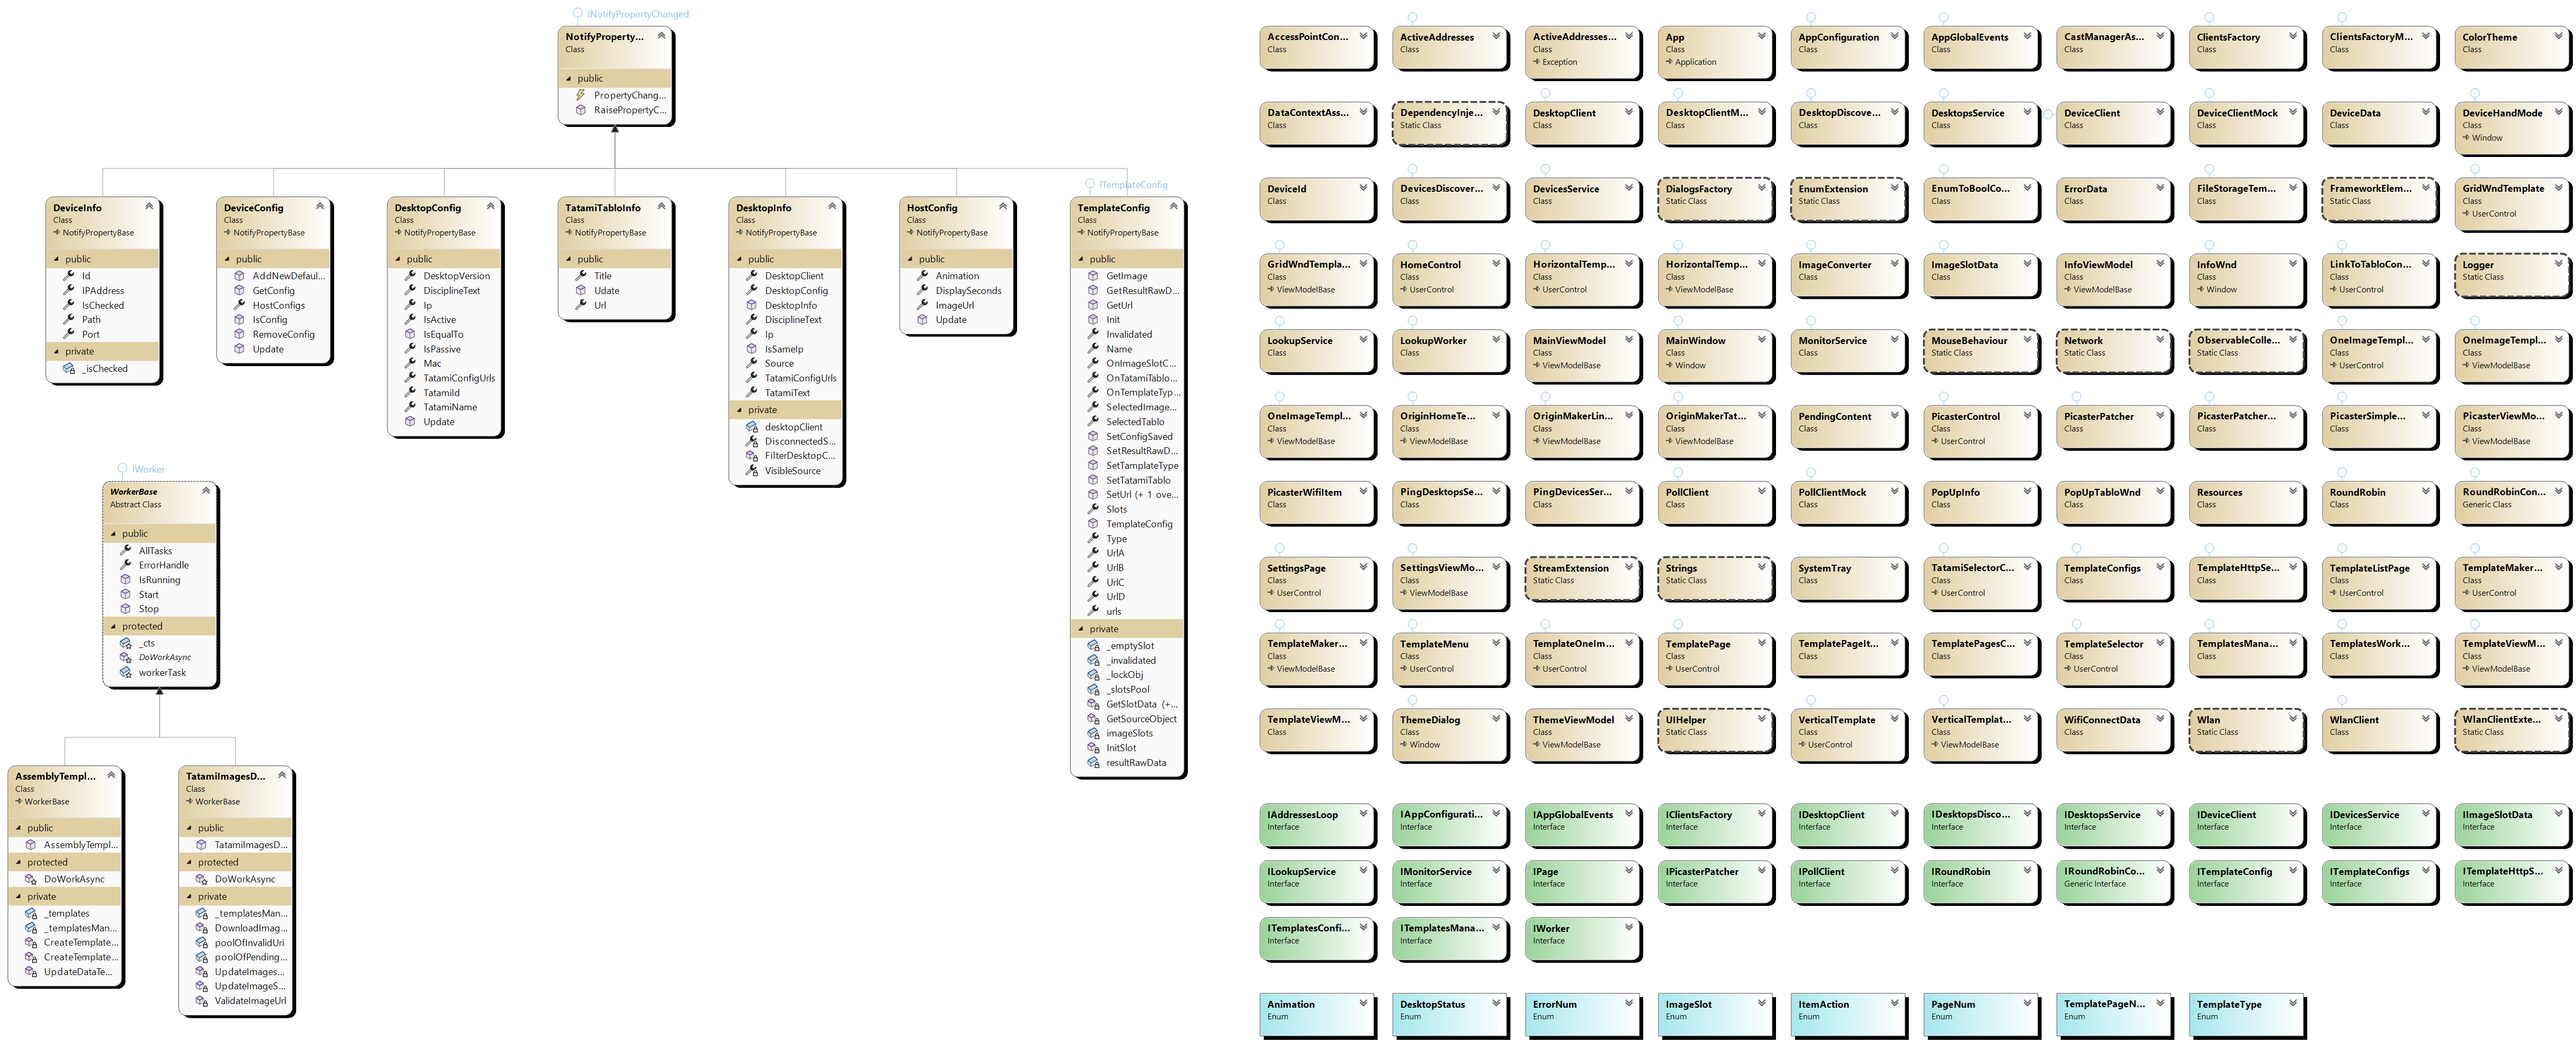 INotifyPropertyChanged
NotifyProperty...
Class
public
PropertyChang...
RaisePropertyC...
DeviceInfo
Class
NotifyPropertyBase
public
Id
IPAddress
IsChecked
Path
Port
private
_isChecked
DeviceConfig
Class
NotifyPropertyBase
public
AddNewDefaul...
GetConfig
HostConfigs
IsConfig
RemoveConfig
Update
DesktopConfig
Class
NotifyPropertyBase
public
DesktopVersion
DisciplineText
Ip
IsActive
IsEqualTo
IsPassive
Mac
TatamiConfigUrls
TatamiId
TatamiName
Update
TatamiTabloInfo
Class
NotifyPropertyBase
public
Title
Udate
Url
DesktopInfo
Class
NotifyPropertyBase
public
DesktopClient
DesktopConfig
DesktopInfo
DisciplineText
Ip
IsSameIp
Source
TatamiConfigUrls
TatamiText
private
desktopClient
DisconnectedS...
FilterDesktopC...
VisibleSource
HostConfig
Class
NotifyPropertyBase
public
Animation
DisplaySeconds
ImageUrl
Update
ITemplateConfig
TemplateConfig
Class
NotifyPropertyBase
public
GetImage
GetResultRawD...
GetUrl
Init
Invalidated
Name
OnImageSlotC...
OnTatamiTablo...
OnTemplateTyp...
SelectedImage...
SelectedTablo
SetConfigSaved
SetResultRawD...
SetTamplateType
SetTatamiTablo
SetUrl (+ 1 ove...
Slots
TemplateConfig
Type
UrlA
UrlB
UrlC
UrlD
urls
private
_emptySlot
_invalidated
_lockObj
_slotsPool
GetSlotData (+...
GetSourceObject
imageSlots
InitSlot
resultRawData
IWorker
WorkerBase
Abstract Class
public
AllTasks
ErrorHandle
IsRunning
Start
Stop
protected
_cts
DoWorkAsync
workerTask
AssemblyTempl...
Class
WorkerBase
public
AssemblyTempl...
protected
DoWorkAsync
private
_templates
_templatesMan...
CreateTemplate...
CreateTemplate...
UpdateDataTe...
TatamiImagesD...
Class
WorkerBase
public
TatamiImagesD...
protected
DoWorkAsync
private
_templatesMan...
DownloadImag...
poolOfInvalidUri
poolOfPending...
UpdateImages...
UpdateImageS...
ValidateImageUrl
AccessPointCon...
Class
ActiveAddresses
Class
ActiveAddresses...
Class
Exception
App
Class
Application
AppConfiguration
Class
AppGlobalEvents
Class
CastManagerAs...
Class
ClientsFactory
Class
ClientsFactoryM...
Class
ColorTheme
Class
DataContextAss...
Class
DependencyInje...
Static Class
DesktopClient
Class
DesktopClientM...
Class
DesktopDiscove...
Class
DesktopsService
Class
DeviceClient
Class
DeviceClientMock
Class
DeviceData
Class
DeviceHandMode
Class
Window
DeviceId
Class
DevicesDiscover...
Class
DevicesService
Class
DialogsFactory
Static Class
EnumExtension
Static Class
EnumToBoolCo...
Class
ErrorData
Class
FileStorageTem...
Class
FrameworkElem...
Static Class
GridWndTemplate
Class
UserControl
GridWndTempla...
Class
ViewModelBase
HomeControl
Class
UserControl
HorizontalTemp...
Class
UserControl
HorizontalTemp...
Class
ViewModelBase
ImageConverter
Class
ImageSlotData
Class
InfoViewModel
Class
ViewModelBase
InfoWnd
Class
Window
LinkToTabloCon...
Class
UserControl
Logger
Static Class
LookupService
Class
LookupWorker
Class
MainViewModel
Class
ViewModelBase
MainWindow
Class
Window
MonitorService
Class
MouseBehaviour
Static Class
Network
Static Class
ObservableColle...
Static Class
OneImageTempl...
Class
UserControl
OneImageTempl...
Class
ViewModelBase
OneImageTempl...
Class
ViewModelBase
OriginHomeTe...
Class
ViewModelBase
OriginMakerLin...
Class
ViewModelBase
OriginMakerTat...
Class
ViewModelBase
PendingContent
Class
PicasterControl
Class
UserControl
PicasterPatcher
Class
PicasterPatcher...
Class
PicasterSimple...
Class
PicasterViewMo...
Class
ViewModelBase
PicasterWifiItem
Class
PingDesktopsSe...
Class
PingDevicesSer...
Class
PollClient
Class
PollClientMock
Class
PopUpInfo
Class
PopUpTabloWnd
Class
Resources
Class
RoundRobin
Class
RoundRobinCon...
Generic Class
SettingsPage
Class
UserControl
SettingsViewMo...
Class
ViewModelBase
StreamExtension
Static Class
Strings
Static Class
SystemTray
Class
TatamiSelectorC...
Class
UserControl
TemplateConfigs
Class
TemplateHttpSe...
Class
TemplateListPage
Class
UserControl
TemplateMaker...
Class
UserControl
TemplateMaker...
Class
ViewModelBase
TemplateMenu
Class
UserControl
TemplateOneIm...
Class
UserControl
TemplatePage
Class
UserControl
TemplatePageIt...
Class
TemplatePagesC...
Class
TemplateSelector
Class
UserControl
TemplatesMana...
Class
TemplatesWork...
Class
TemplateViewM...
Class
ViewModelBase
TemplateViewM...
Class
ThemeDialog
Class
Window
ThemeViewModel
Class
ViewModelBase
UIHelper
Static Class
VerticalTemplate
Class
UserControl
VerticalTemplat...
Class
ViewModelBase
WifiConnectData
Class
Wlan
Static Class
WlanClient
Class
WlanClientExte...
Static Class
IAddressesLoop
Interface
IAppConfigurati...
Interface
IAppGlobalEvents
Interface
IClientsFactory
Interface
IDesktopClient
Interface
IDesktopsDisco...
Interface
IDesktopsService
Interface
IDeviceClient
Interface
IDevicesService
Interface
IImageSlotData
Interface
ILookupService
Interface
IMonitorService
Interface
IPage
Interface
IPicasterPatcher
Interface
IPollClient
Interface
IRoundRobin
Interface
IRoundRobinCo...
Generic Interface
ITemplateConfig
Interface
ITemplateConfigs
Interface
ITemplateHttpS...
Interface
ITemplatesConfi...
Interface
ITemplatesMana...
Interface
IWorker
Interface
Animation
Enum
DesktopStatus
Enum
ErrorNum
Enum
ImageSlot
Enum
ItemAction
Enum
PageNum
Enum
TemplatePageN...
Enum
TemplateType
Enum